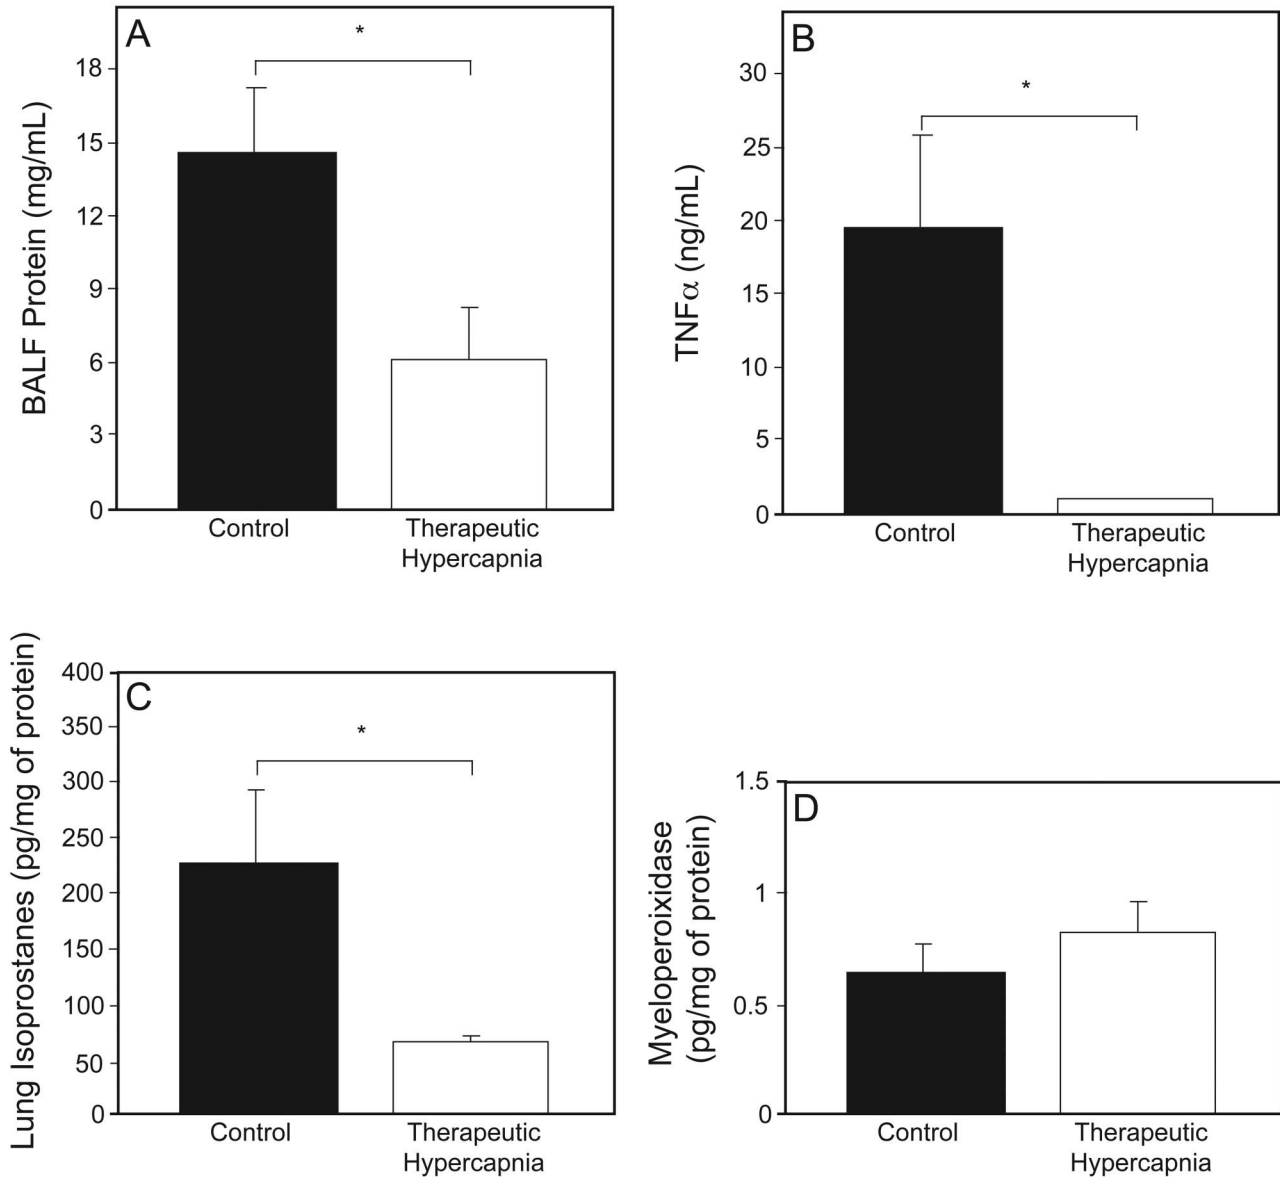 A
*
BALF Protein (mg/mL)
18
15
12
9
6
3
0
Control
Therapeutic
Hypercapnia
B
*
TNFα (ng/mL)
30
25
20
15
10
5
0
Control
Therapeutic
Hypercapnia
C
*
Lung Isoprostanes (pg/mg of protein)
400
350
300
250
200
150
100
50
0
Control
Therapeutic
Hypercapnia
D
Myeloperoixidase
(pg/mg of protein)
1.5
1
0.5
0
Control
Therapeutic
Hypercapnia